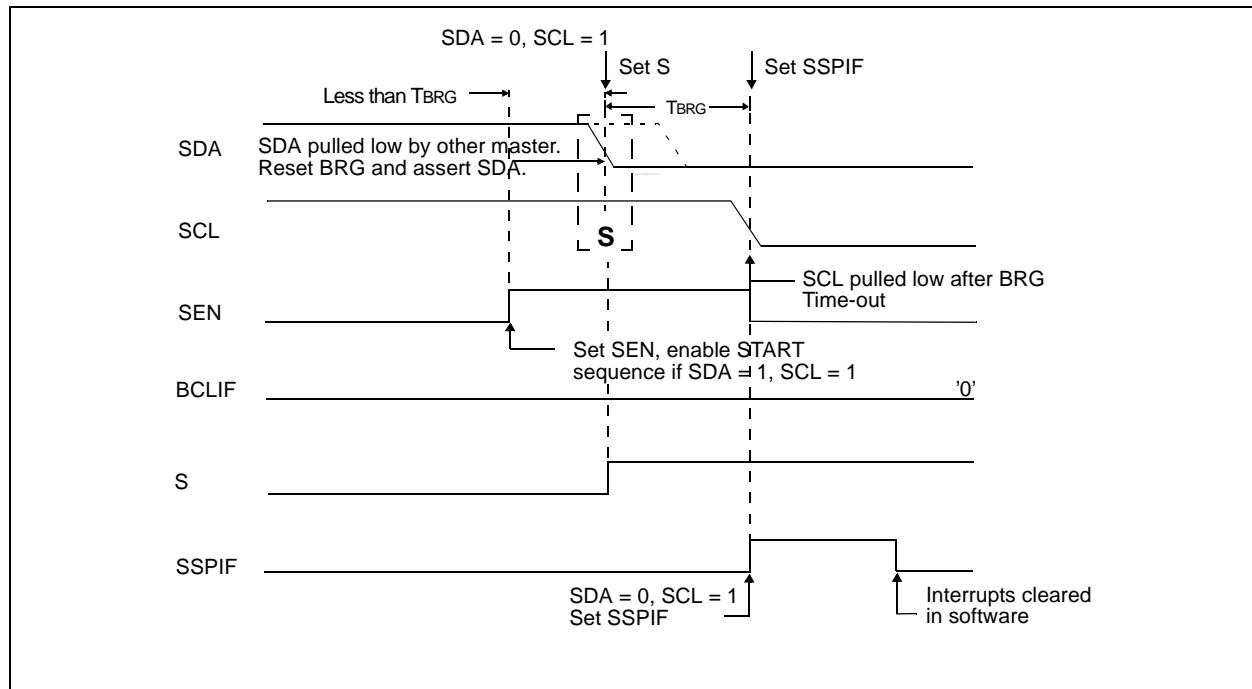 SDA = 0, SCL = 1
Set S
Set SSPIF
Less than TBRG
TBRG
SDA
SDA pulled low by other master.
Reset BRG and assert SDA.
SCL
S
SCL pulled low after BRG
Time-out
SEN
Set SEN, enable START
sequence if SDA = 1, SCL = 1
BCLIF
'0'
S
SSPIF
SDA = 0, SCL = 1
Set SSPIF
Interrupts cleared
in software